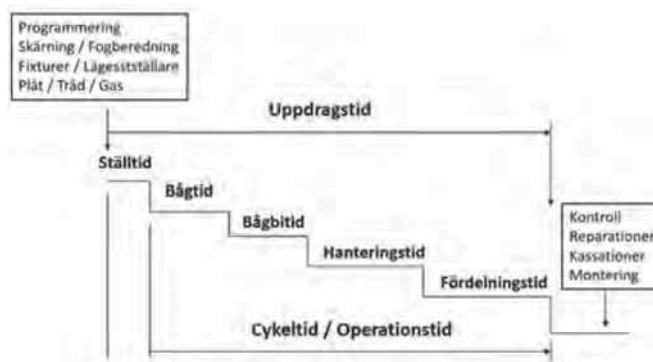 Programmering
Skärning / Fogberedning
Fixturer / Lägesstställare
Plåt / Tråd / Gas
Uppdragstid
Ställtid
Bågtid
Bågbitid
Hanteringstid
Fördelningstid
Kontroll
Reparationer
Kassationer
Montering
Cykeltid / Operationstid